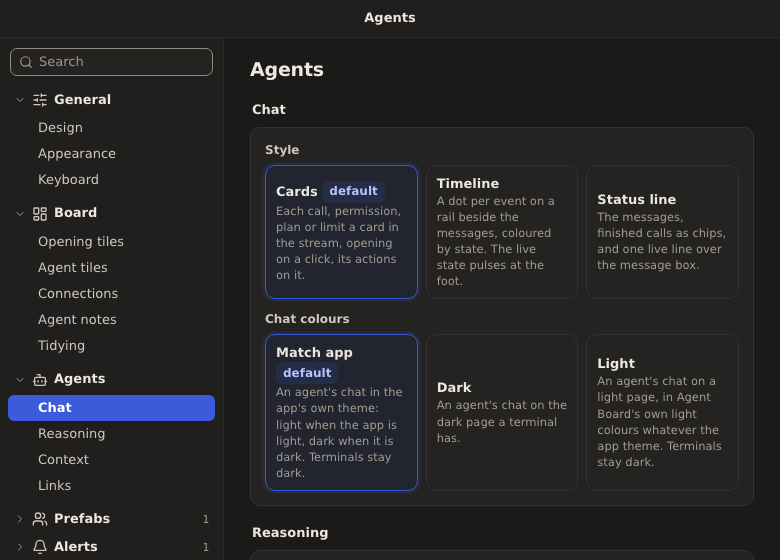 Agents
Search
General
Design
Appearance
Keyboard
Board
Opening tiles
Agent tiles
Connections
Agent notes
Tidying
Agents
Chat
Reasoning
Context
Links
Prefabs 1
Alerts 1
Agents
Chat
Style
Cards default
Each call, permission,
plan or limit a card in
the stream, opening
on a click, its actions
on it.
Timeline
A dot per event on a
rail beside the
messages, coloured
by state. The live
state pulses at the
foot.
Status line
The messages,
finished calls as chips,
and one live line over
the message box.
Chat colours
Match app
default
An agent's chat in the
app's own theme:
light when the app is
light, dark when it is
dark. Terminals stay
dark.
Dark
An agent's chat on the
dark page a terminal
has.
Light
An agent's chat on a
light page, in Agent
Board's own light
colours whatever the
app theme. Terminals
stay dark.
Reasoning